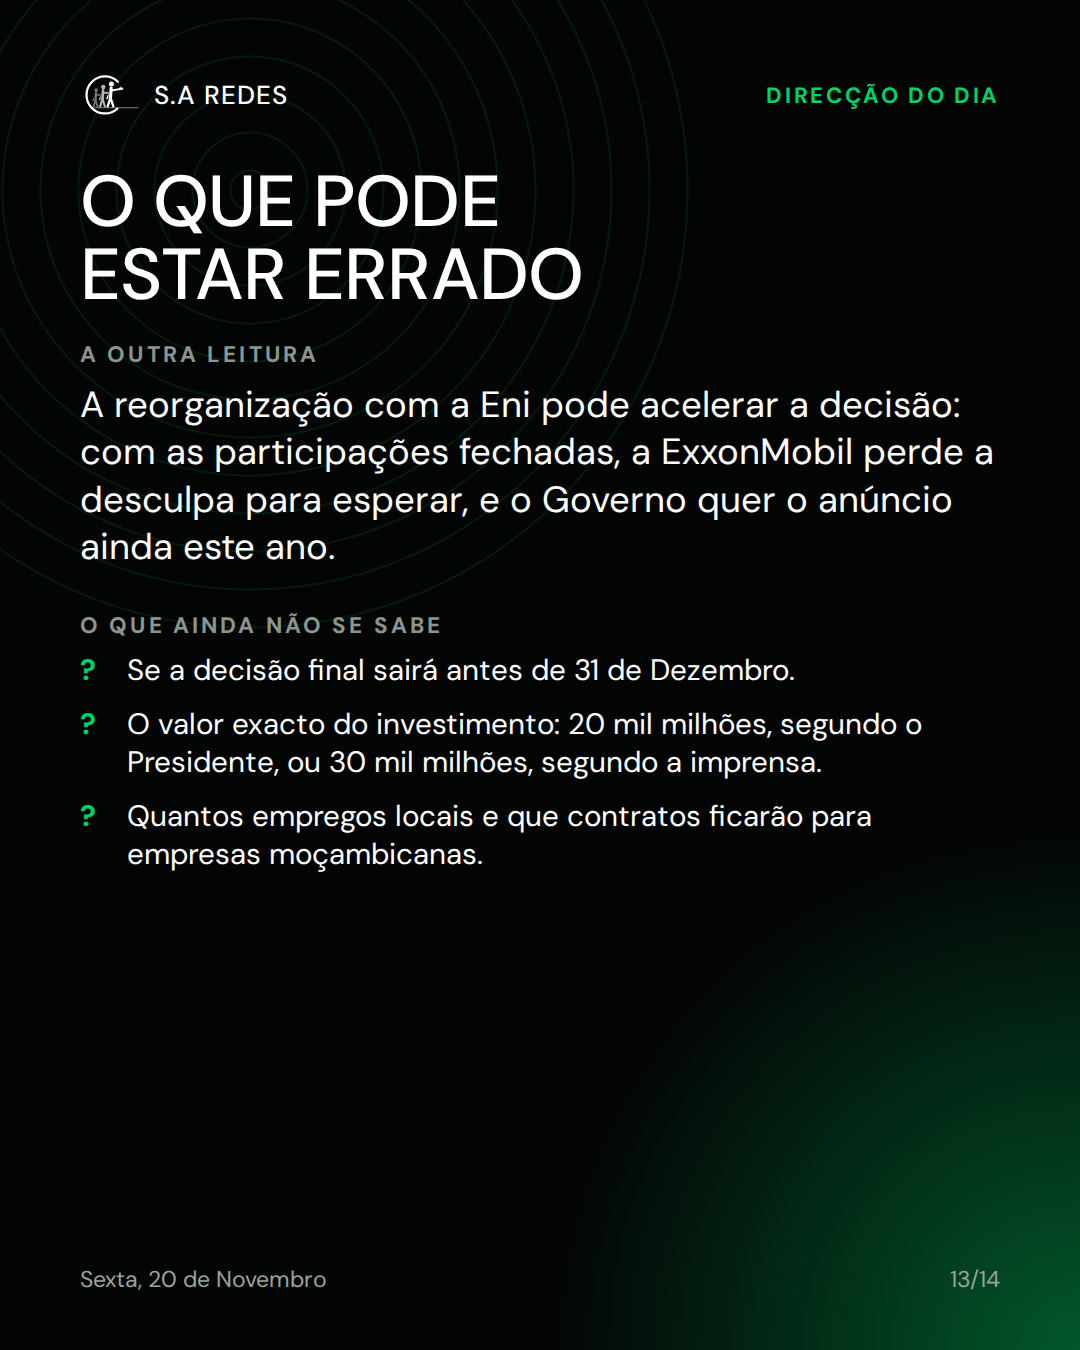 S.A REDES
DIRECÇÃO DO DIA
O QUE PODE
ESTAR ERRADO
A OUTRA LEITURA
A reorganização com a Eni pode acelerar a decisão:
com as participações fechadas, a ExxonMobil perde a
desculpa para esperar, e o Governo quer o anúncio
ainda este ano.
O QUE AINDA NÃO SE SABE
? Se a decisão final sairá antes de 31 de Dezembro.
? O valor exacto do investimento: 20 mil milhões, segundo o
Presidente, ou 30 mil milhões, segundo a imprensa.
? Quantos empregos locais e que contratos ficarão para
empresas moçambicanas.
Sexta, 20 de Novembro
13/14